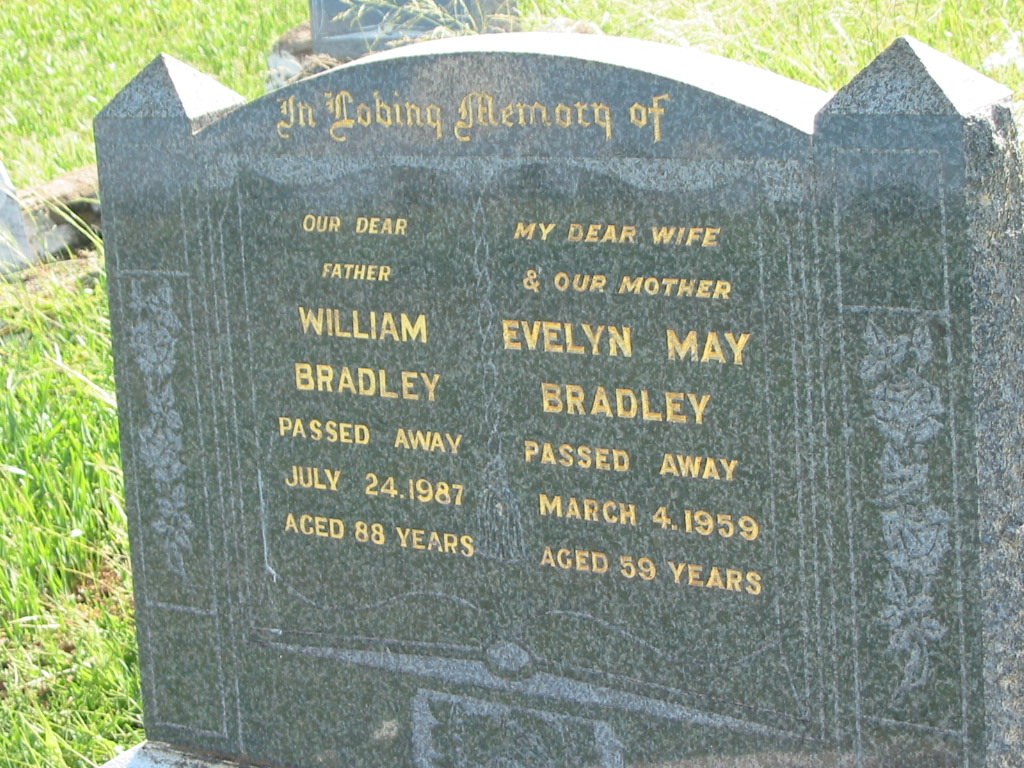 In Loving Memory of
OUR DEAR
FATHER
WILLIAM
BRADLEY
PASSED AWAY
JULY 24.1987
AGED 88 YEARS
MY DEAR WIFE
& OUR MOTHER
EVELYN MAY
BRADLEY
PASSED AWAY
MARCH 4.1959
AGED 59 YEARS